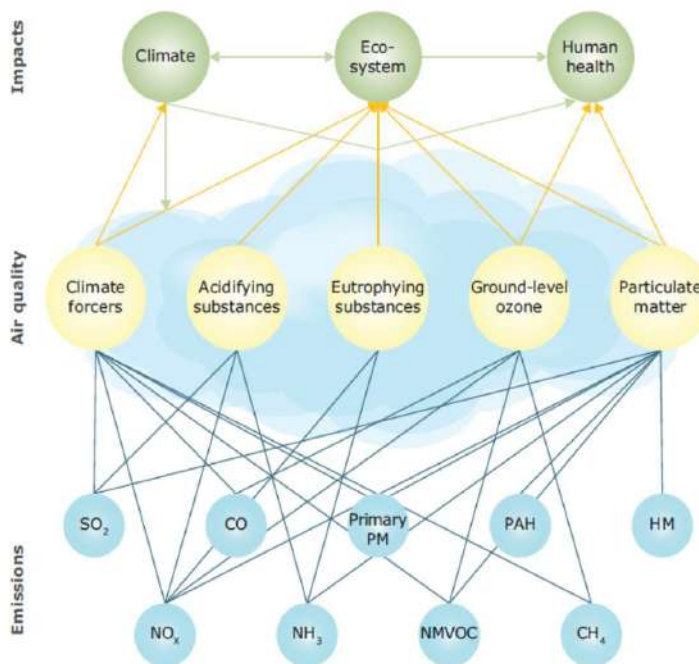 Impacts
Climate
Eco-
system
Human
health
Air quality
Climate
forcers
Acidifying
substances
Eutrophying
substances
Ground-level
ozone
Particulate
matter
Emissions
SO₂
CO
Primary
PM
PAH
HM
NOₓ
NH₃
NMVOC
CH₄